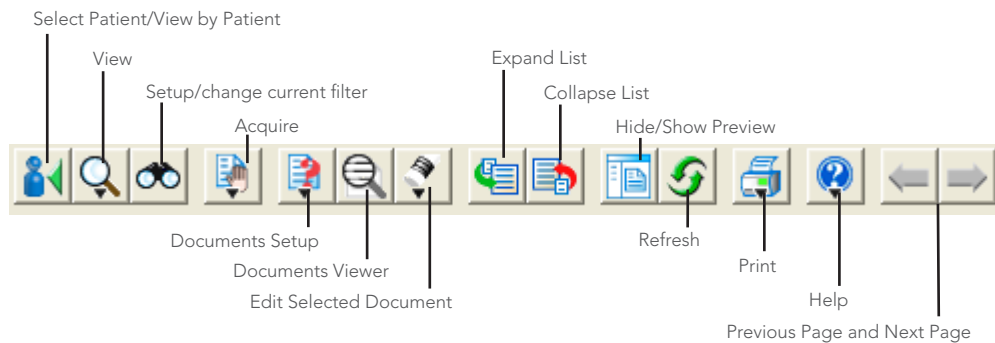 Select Patient/View by Patient
View
Expand List
Setup/change current filter
Collapse List
Acquire
Hide/Show Preview
Documents Setup
Refresh
Documents Viewer
Print
Edit Selected Document
Help
Previous Page and Next Page